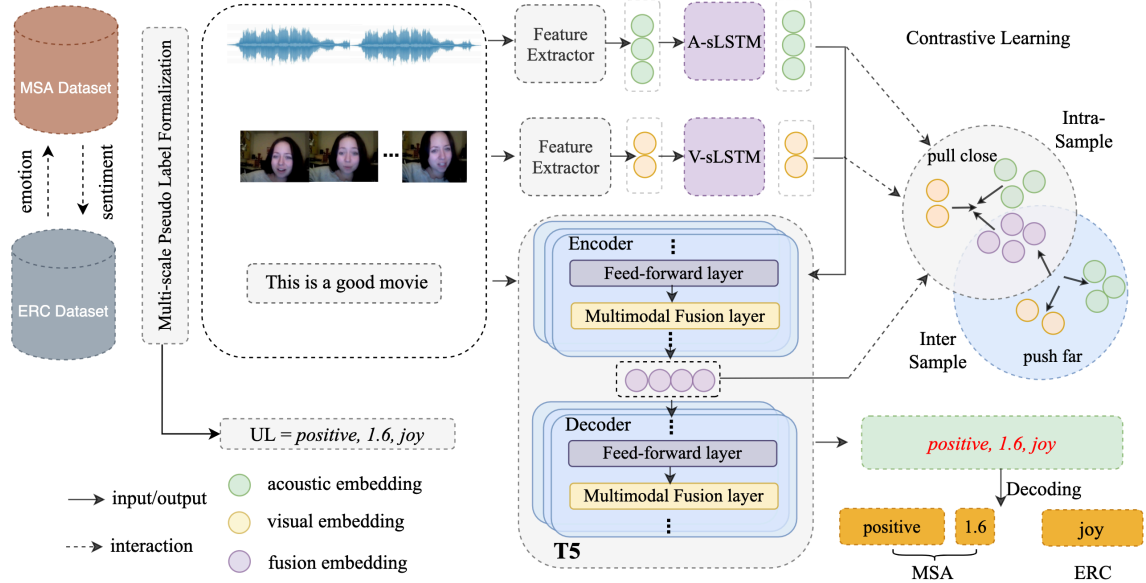 MSA Dataset
emotion
sentiment
ERC Dataset
Multi-scale Pseudo Label Formalization
This is a good movie
UL = positive, 1.6, joy
input/output
interaction
acoustic embedding
visual embedding
fusion embedding
Feature
Extractor
A-sLSTM
Feature
Extractor
V-sLSTM
Encoder
Feed-forward layer
Multimodal Fusion layer
Decoder
Feed-forward layer
Multimodal Fusion layer
T5
Contrastive Learning
Intra-
Sample
pull close
Inter
Sample
push far
positive, 1.6, joy
Decoding
positive
1.6
joy
MSA
ERC